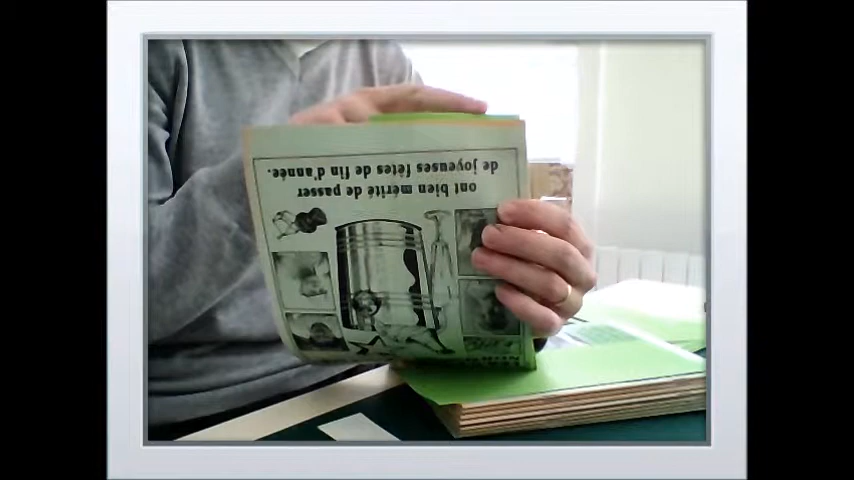 ont bien mérité de passer
de joyeuses fêtes de fin d'année.